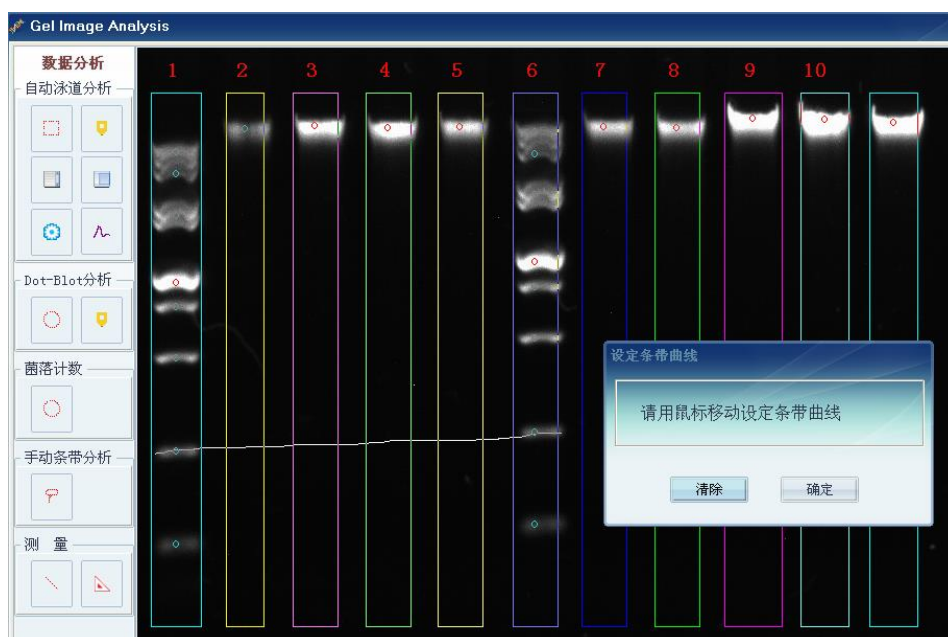 Gel Image Analysis
数据分析
自动泳道分析
1 2 3 4 5 6 7 8 9 10
Dot-Blot分析
菌落计数
手动条带分析
测 量
设定条带曲线
请用鼠标移动设定条带曲线
清除 确定